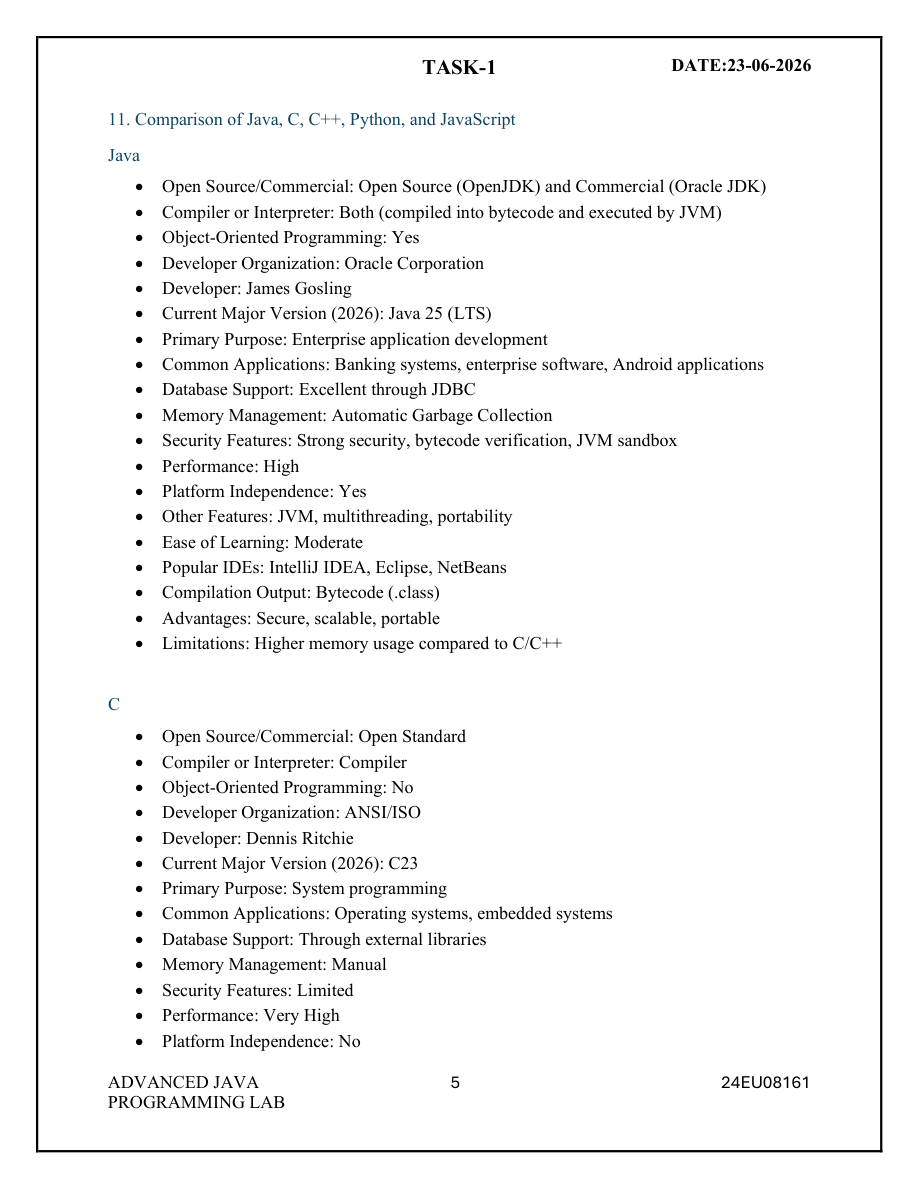 TASK-1 DATE:23-06-2026
11. Comparison of Java, C, C++, Python, and JavaScript
Java
• Open Source/Commercial: Open Source (OpenJDK) and Commercial (Oracle JDK)
• Compiler or Interpreter: Both (compiled into bytecode and executed by JVM)
• Object-Oriented Programming: Yes
• Developer Organization: Oracle Corporation
• Developer: James Gosling
• Current Major Version (2026): Java 25 (LTS)
• Primary Purpose: Enterprise application development
• Common Applications: Banking systems, enterprise software, Android applications
• Database Support: Excellent through JDBC
• Memory Management: Automatic Garbage Collection
• Security Features: Strong security, bytecode verification, JVM sandbox
• Performance: High
• Platform Independence: Yes
• Other Features: JVM, multithreading, portability
• Ease of Learning: Moderate
• Popular IDEs: IntelliJ IDEA, Eclipse, NetBeans
• Compilation Output: Bytecode (.class)
• Advantages: Secure, scalable, portable
• Limitations: Higher memory usage compared to C/C++
C
• Open Source/Commercial: Open Standard
• Compiler or Interpreter: Compiler
• Object-Oriented Programming: No
• Developer Organization: ANSI/ISO
• Developer: Dennis Ritchie
• Current Major Version (2026): C23
• Primary Purpose: System programming
• Common Applications: Operating systems, embedded systems
• Database Support: Through external libraries
• Memory Management: Manual
• Security Features: Limited
• Performance: Very High
• Platform Independence: No
ADVANCED JAVA 5 24EU08161
PROGRAMMING LAB